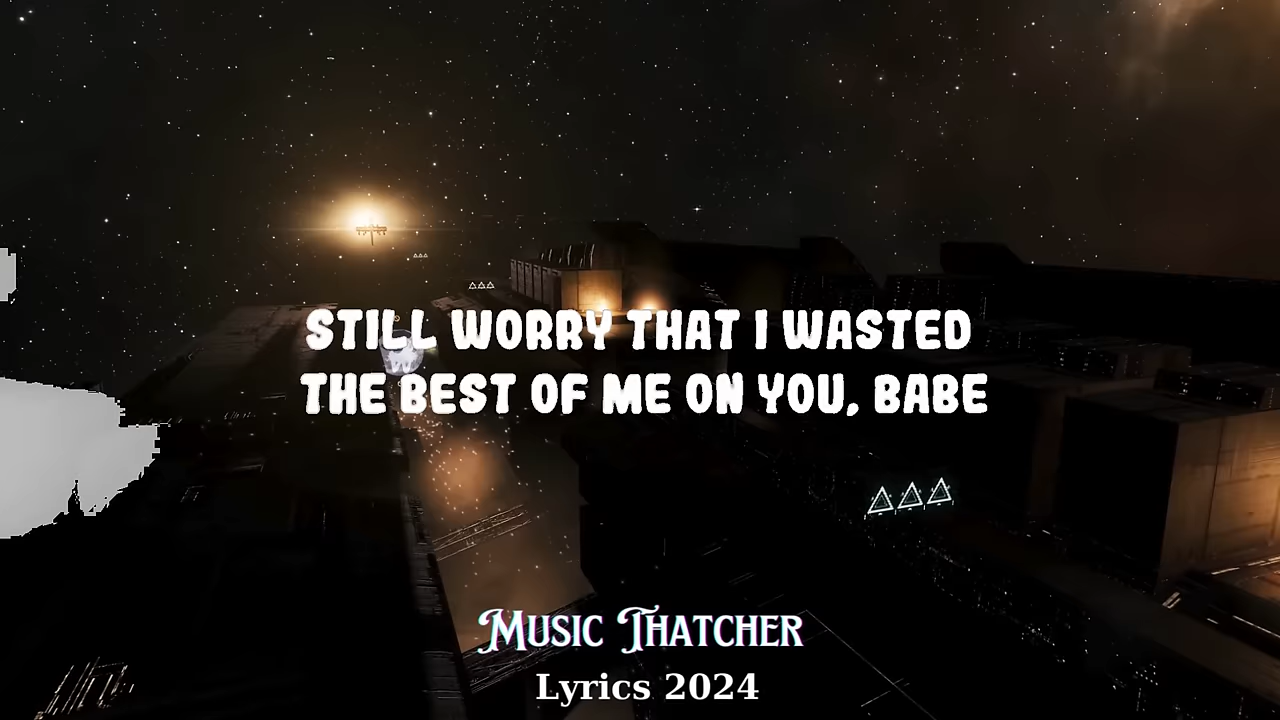 STILL WORRY THAT I WASTED
THE BEST OF ME ON YOU, BABE
MUSIC THATCHER
Lyrics 2024